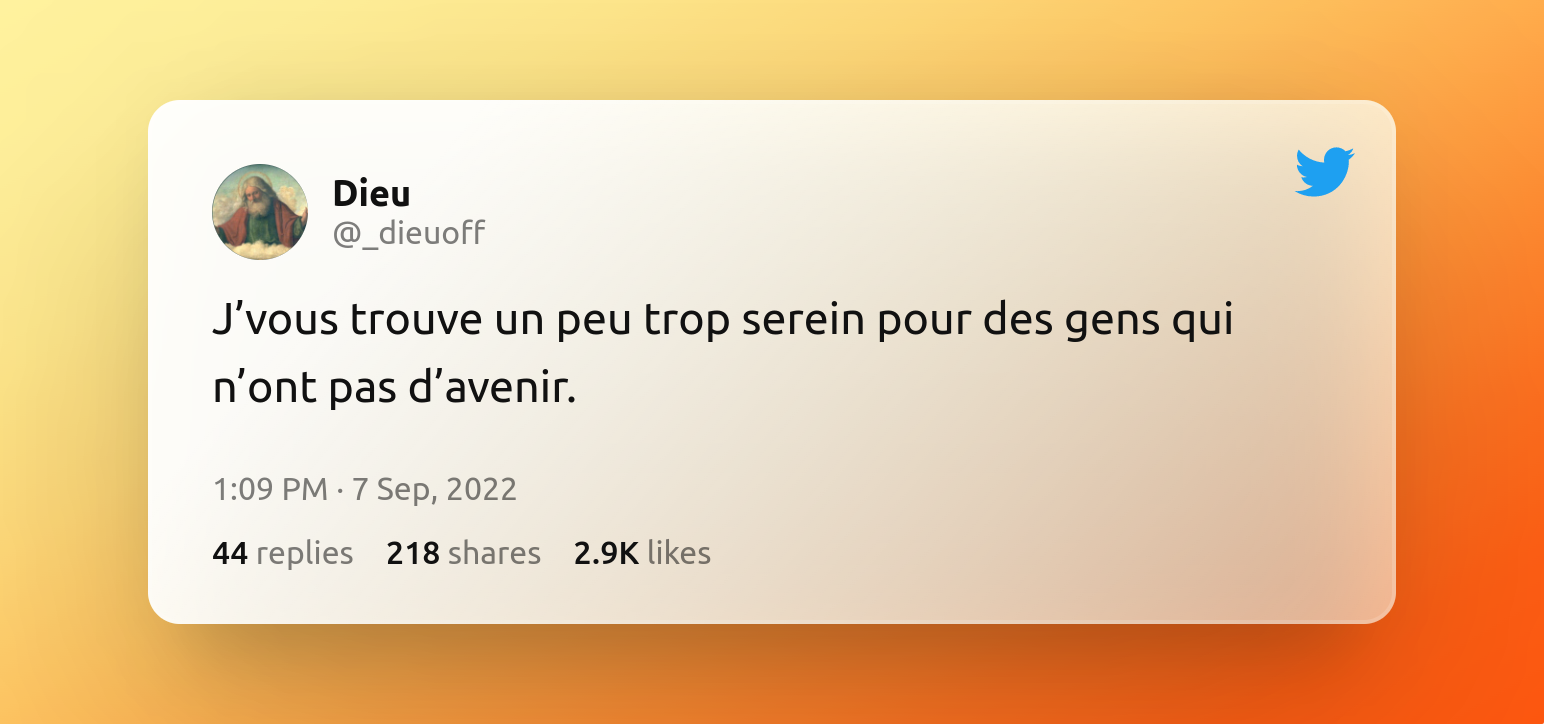 Dieu
@_dieuoff
J’vous trouve un peu trop serein pour des gens qui
n’ont pas d’avenir.
1:09 PM · 7 Sep, 2022
44 replies 218 shares 2.9K likes